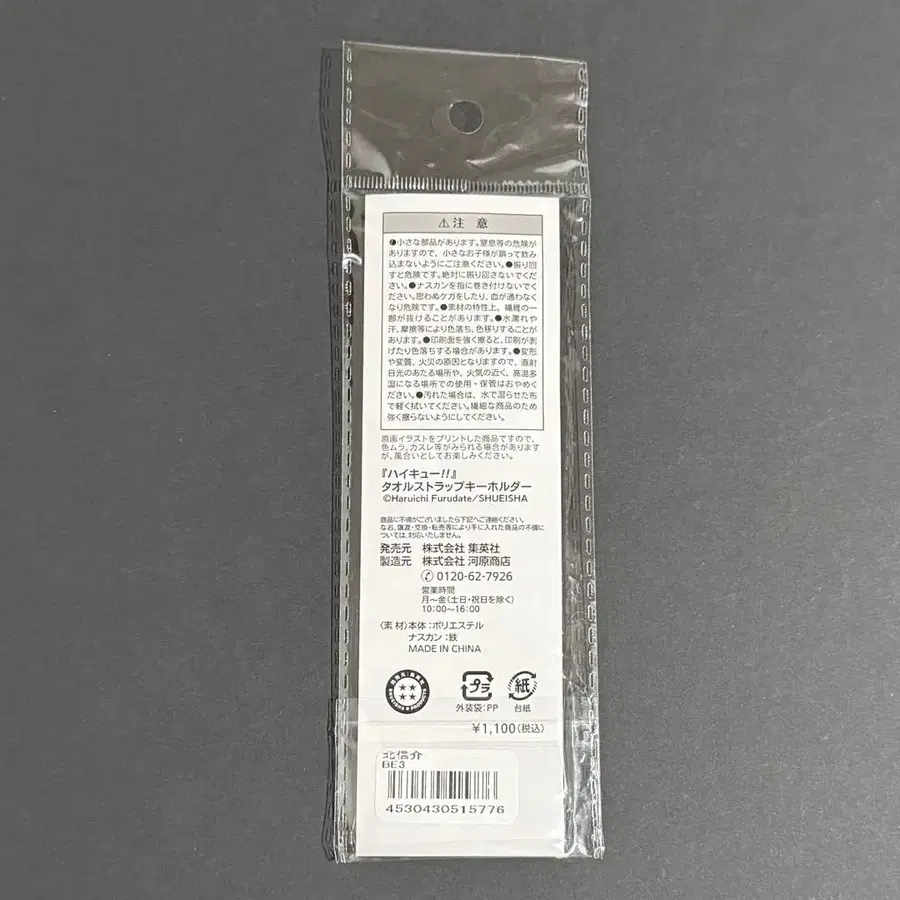 ⚠注 意
●小さな部品があります。窒息等の危険が
ありますので、小さなお子様が誤って飲み
込まないようにご注意ください。●振り回
すと危険です。絶対に振り回さないでくだ
さい。●ナスカンを指に巻き付けないでく
ださい。思わぬケガをしたり、血が通わなく
なり危険です。●素材の特性上、繊維の一
部が抜けることがあります。●水濡れや
汗、摩擦等により色落ち、色移りすることが
あります。●印刷面を強く擦ると、印刷が剥
げたり色落ちする場合があります。●変形
や変質、火災の原因となりますので、直射
日光のあたる場所や、火気の近く、高温多
湿になる場所での使用・保管はおやめくだ
さい。●汚れた場合は、水で湿らせた布
で軽く拭いてください。繊細な商品のため
強く擦らないようにしてください。
原画イラストをプリントした商品ですので、
色ムラ、カスレ等がみられる場合があります
が、風合いとしてお楽しみください。
『ハイキュー!!』
タオルストラップキーホルダー
©Haruichi Furudate/SHUEISHA
商品に不備がございましたら下記へご連絡ください。
なお、譲渡・交換・転売等により手に入れた商品の不備に
ついては、対応いたしません。
発売元 株式会社 集英社
製造元 株式会社 河原商店
0120-62-7926
営業時間
月～金(土日・祝日を除く)
10:00～16:00
〈素 材〉本体:ポリエステル
ナスカン:鉄
MADE IN CHINA
プラ 紙
外装袋:PP 台紙
¥1,100(税込)
北信介
BE3
4530430515776